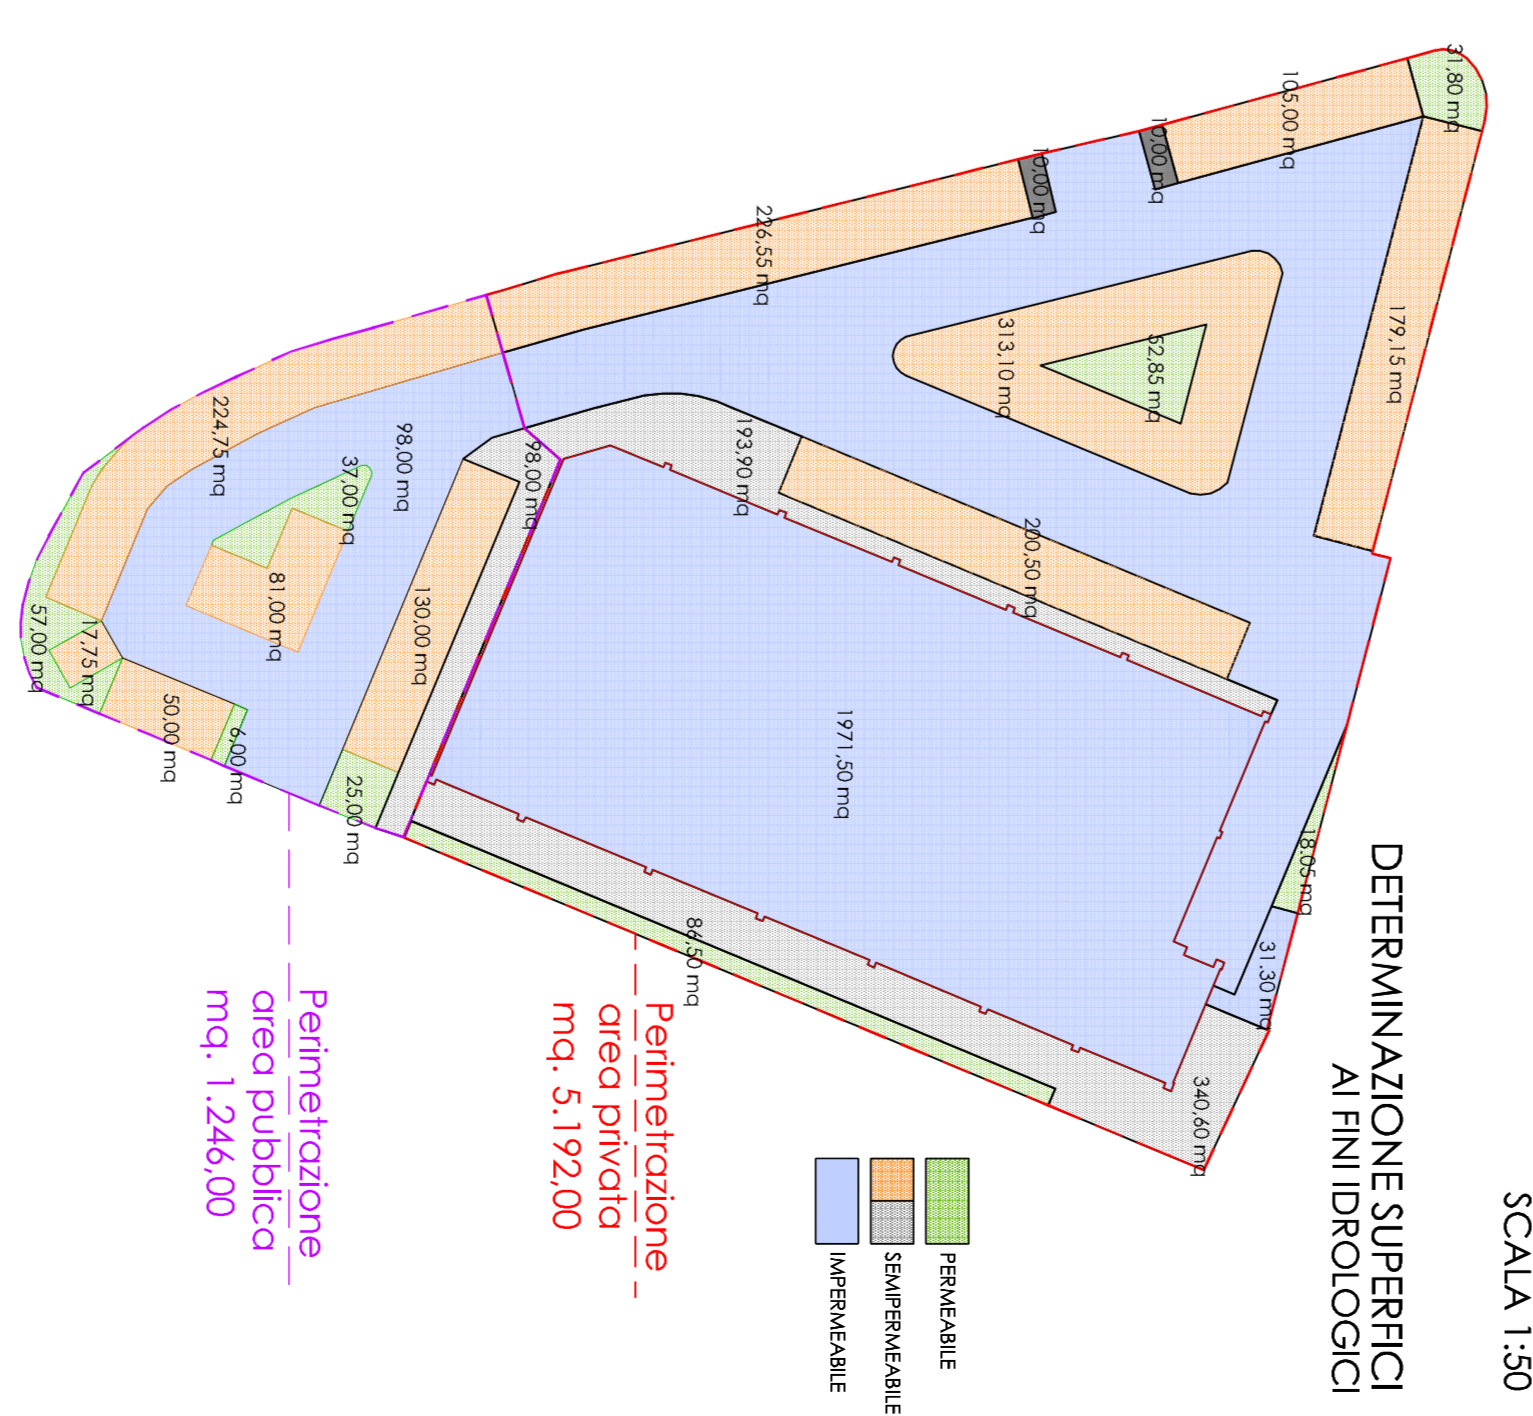 SCALA 1:50
DETERMINAZIONE SUPERFICI
AI FINI IDROLOGICI
31,80 mq
105,00 mq
10,00 mq
10,00 mq
226,55 mq
179,15 mq
52,85 mq
313,10 mq
193,90 mq
200,50 mq
98,00 mq
98,00 mq
224,75 mq
37,00 mq
81,00 mq
130,00 mq
57,00 mq
17,75 mq
50,00 mq
6,00 mq
25,00 mq
1971,50 mq
18.05 mq
31.30 mq
86,50 mq
340,60 mq
Perimetrazione
area privata
mq. 5.192,00
Perimetrazione
area pubblica
mq. 1.246,00
PERMEABILE
SEMIPERMEABILE
IMPERMEABILE